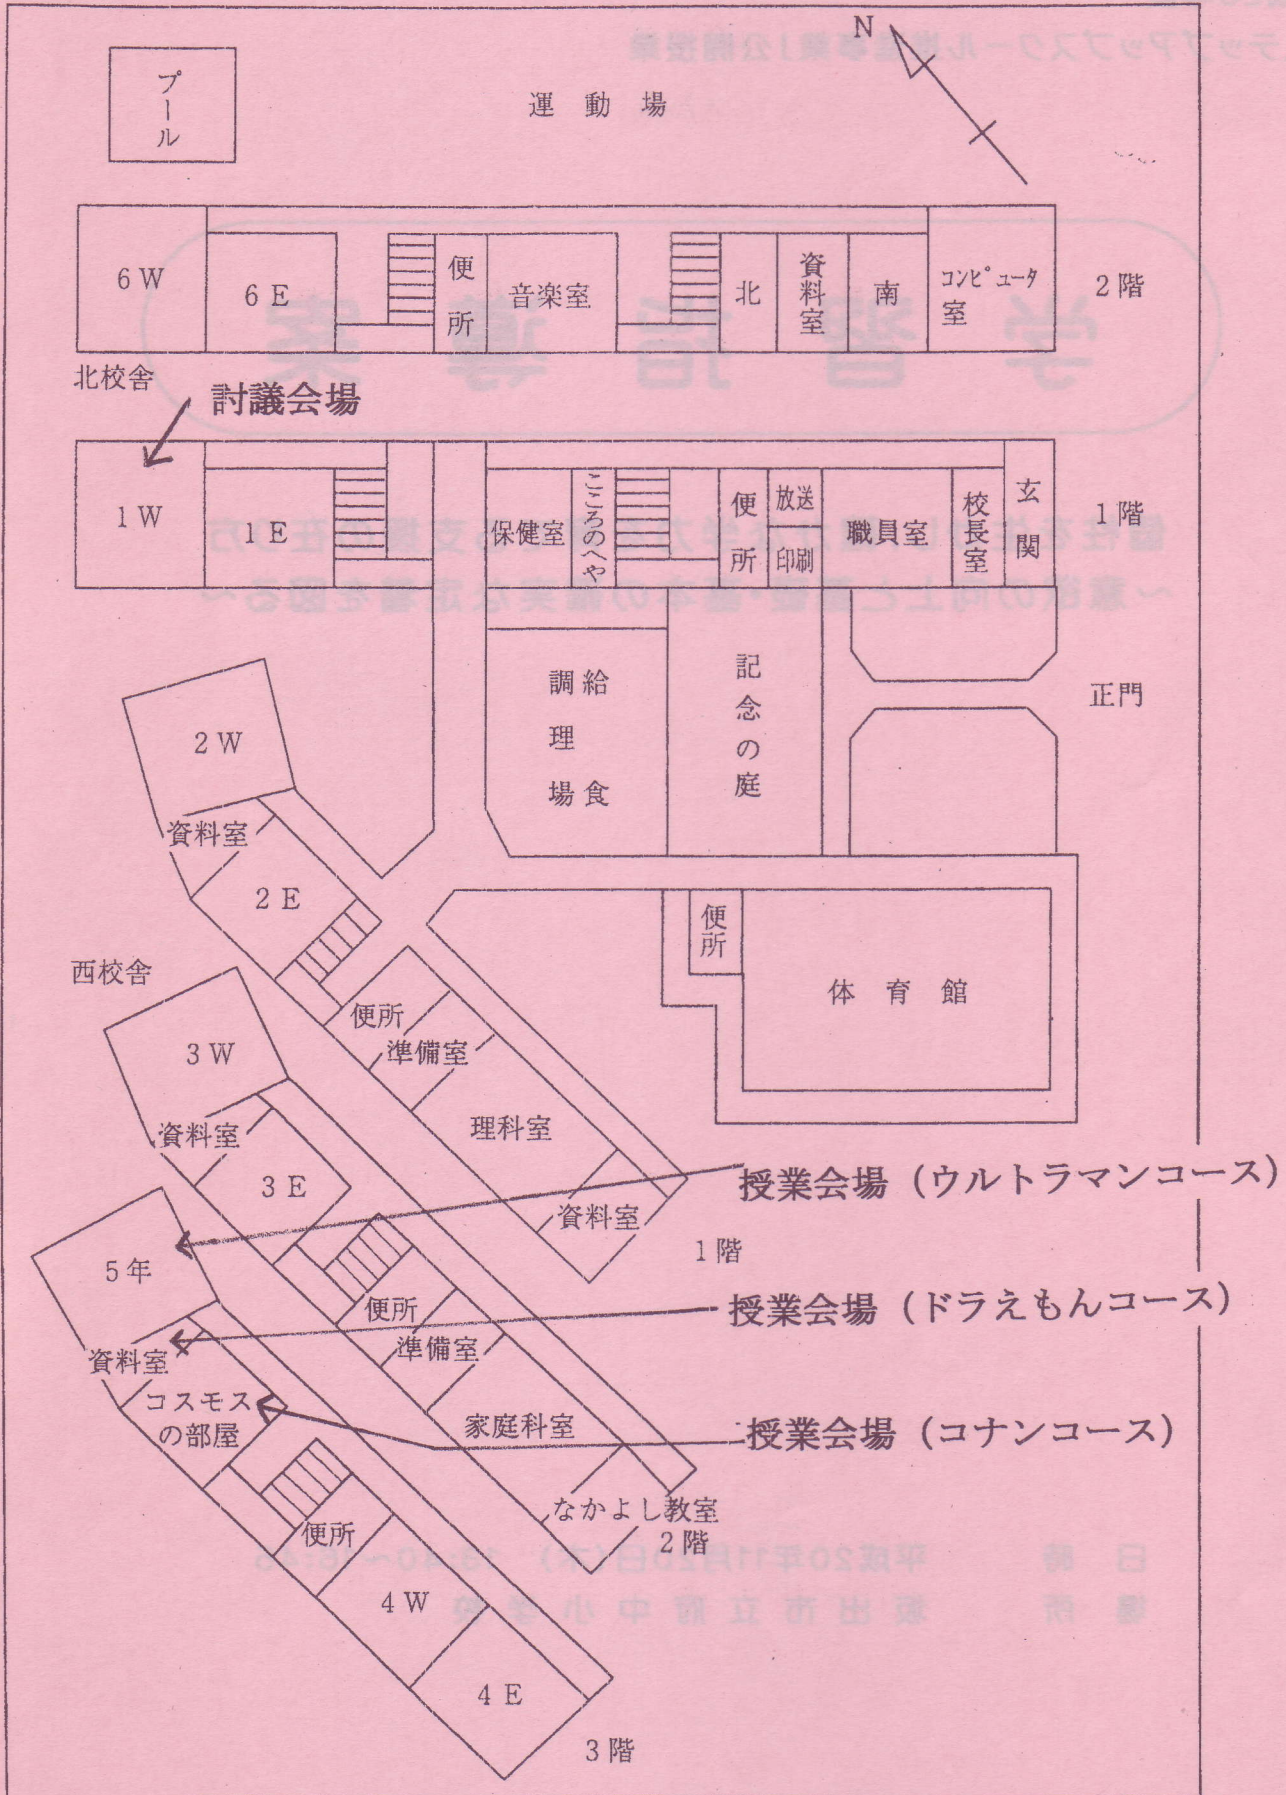 N
プール
運動場
6W
6E
便所
音楽室
北
資料室
南
コンピュータ室
2階
北校舎
討議会場
1W
1E
保健室
こころのへや
便所
放送
印刷
職員室
校長室
玄関
1階
給食
調理場
記念の庭
正門
2W
資料室
2E
便所
体育館
西校舎
便所
準備室
3W
理科室
資料室
3E
授業会場（ウルトラマンコース）
資料室
1階
5年
便所
授業会場（ドラえもんコース）
準備室
資料室
コスモス
の部屋
家庭科室
授業会場（コナンコース）
なかよし教室
2階
便所
4W
4E
3階